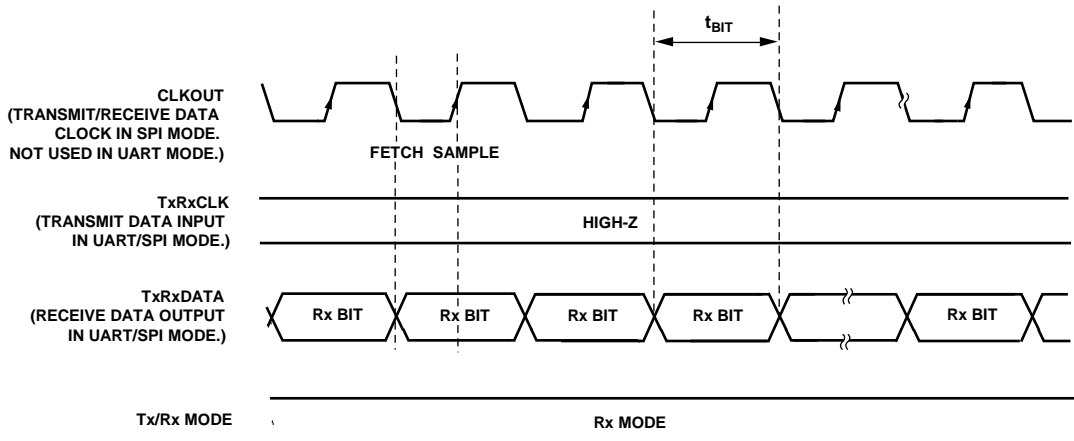 tBIT
CLKOUT
(TRANSMIT/RECEIVE DATA
CLOCK IN SPI MODE.
NOT USED IN UART MODE.)
FETCH SAMPLE
TxRxCLK
(TRANSMIT DATA INPUT
IN UART/SPI MODE.)
HIGH-Z
TxRxDATA
(RECEIVE DATA OUTPUT
IN UART/SPI MODE.)
Rx BIT Rx BIT Rx BIT Rx BIT Rx BIT
Tx/Rx MODE
Rx MODE